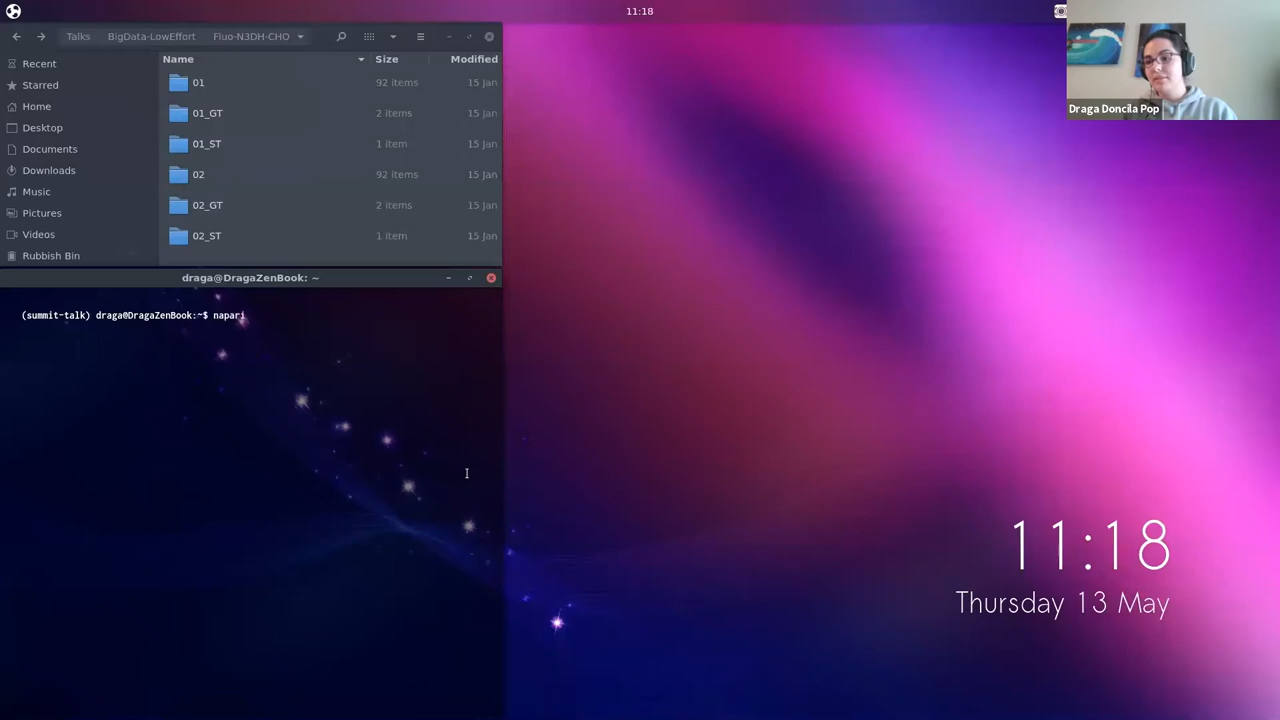 11:18
Talks BigData-LowEffort Fluo-N3DH-CHO
Name Size Modified
Recent
Starred
Home
Desktop
Documents
Downloads
Music
Pictures
Videos
Rubbish Bin
01 92 items 15 Jan
01_GT 2 items 15 Jan
01_ST 1 item 15 Jan
02 92 items 15 Jan
02_GT 2 items 15 Jan
02_ST 1 item 15 Jan
draga@DragaZenBook: ~
(summit-talk) draga@DragaZenBook:~$ napari
Draga Doncila Pop
11:18
Thursday 13 May